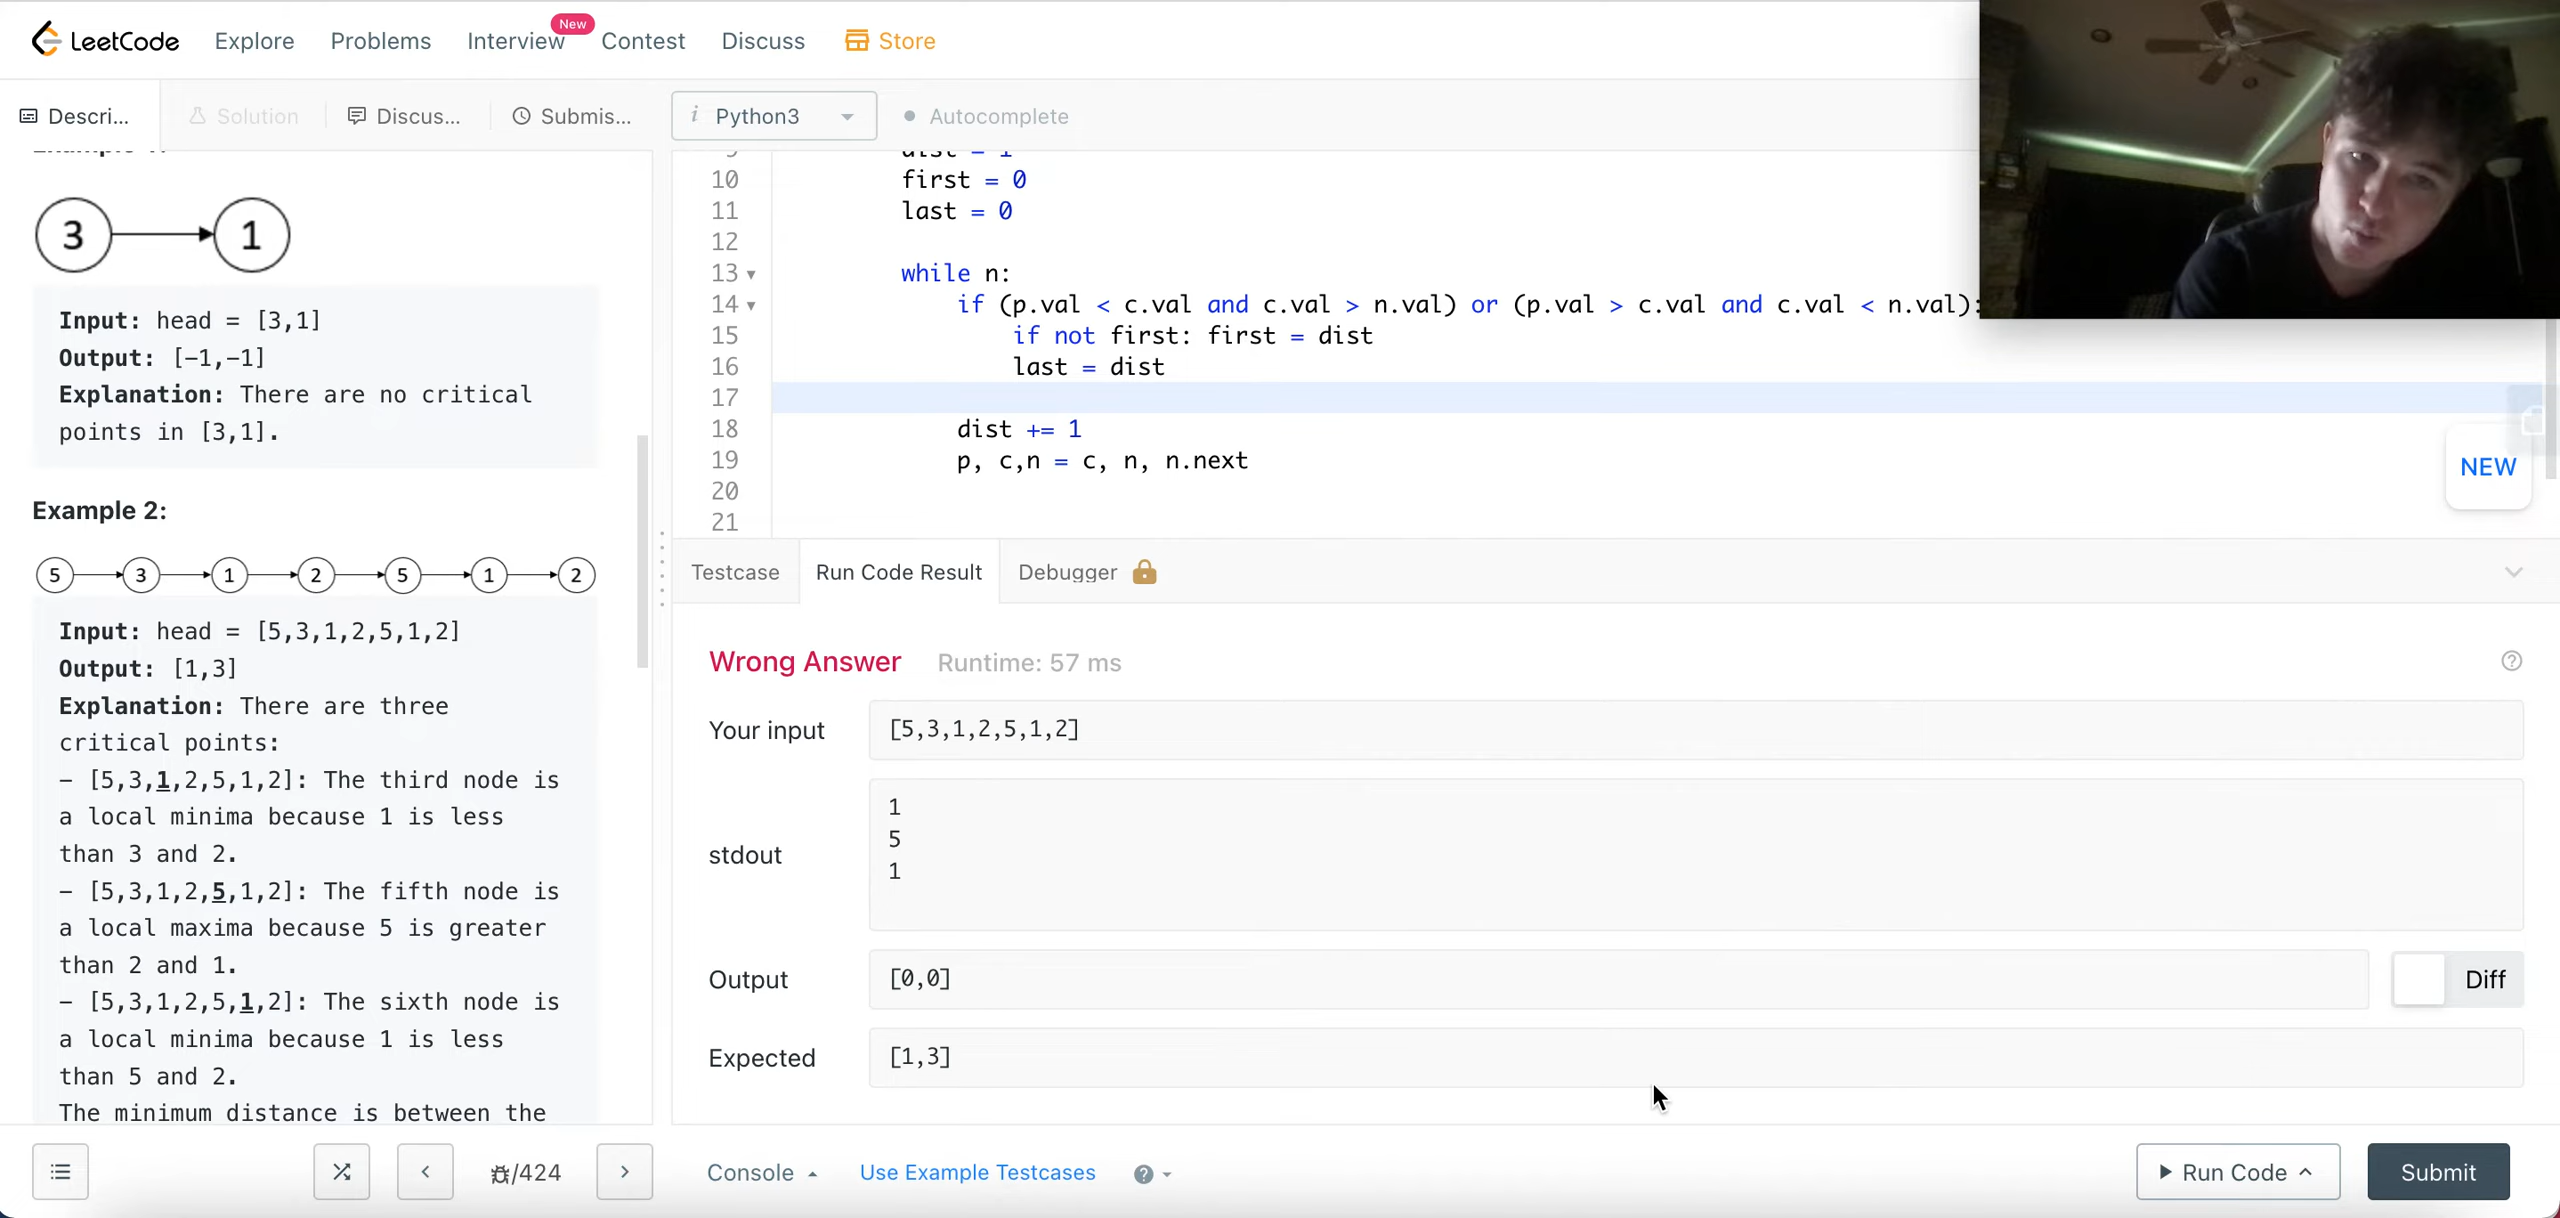 LeetCode Explore Problems Interview New Contest Discuss Store
Descri... Solution Discus... Submis...
3 1
Input: head = [3,1]
Output: [-1,-1]
Explanation: There are no critical
points in [3,1].
Example 2:
5 3 1 2 5 1 2
Input: head = [5,3,1,2,5,1,2]
Output: [1,3]
Explanation: There are three
critical points:
- [5,3,1,2,5,1,2]: The third node is
a local minima because 1 is less
than 3 and 2.
- [5,3,1,2,5,1,2]: The fifth node is
a local maxima because 5 is greater
than 2 and 1.
- [5,3,1,2,5,1,2]: The sixth node is
a local minima because 1 is less
than 5 and 2.
The minimum distance is between the
/424
i Python3 Autocomplete
10 first = 0
11 last = 0
12
13 while n:
14 if (p.val < c.val and c.val > n.val) or (p.val > c.val and c.val < n.val):
15 if not first: first = dist
16 last = dist
17
18 dist += 1
19 p, c,n = c, n, n.next
20
21
NEW
Testcase Run Code Result Debugger
Wrong Answer Runtime: 57 ms
Your input [5,3,1,2,5,1,2]
stdout
1
5
1
Output [0,0] Diff
Expected [1,3]
Console Use Example Testcases Run Code Submit